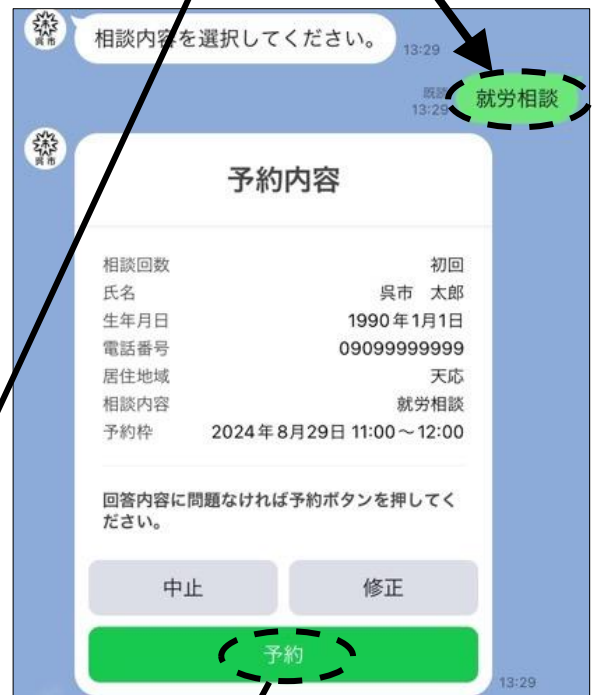 呉市
相談内容を選択してください。
13:29
既読
13:29
就労相談
呉市
予約内容
相談回数 初回
氏名 呉市 太郎
生年月日 1990年1月1日
電話番号 09099999999
居住地域 天応
相談内容 就労相談
予約枠 2024年8月29日 11:00~12:00
回答内容に問題なければ予約ボタンを押してく
ださい。
中止 修正
予約
13:29